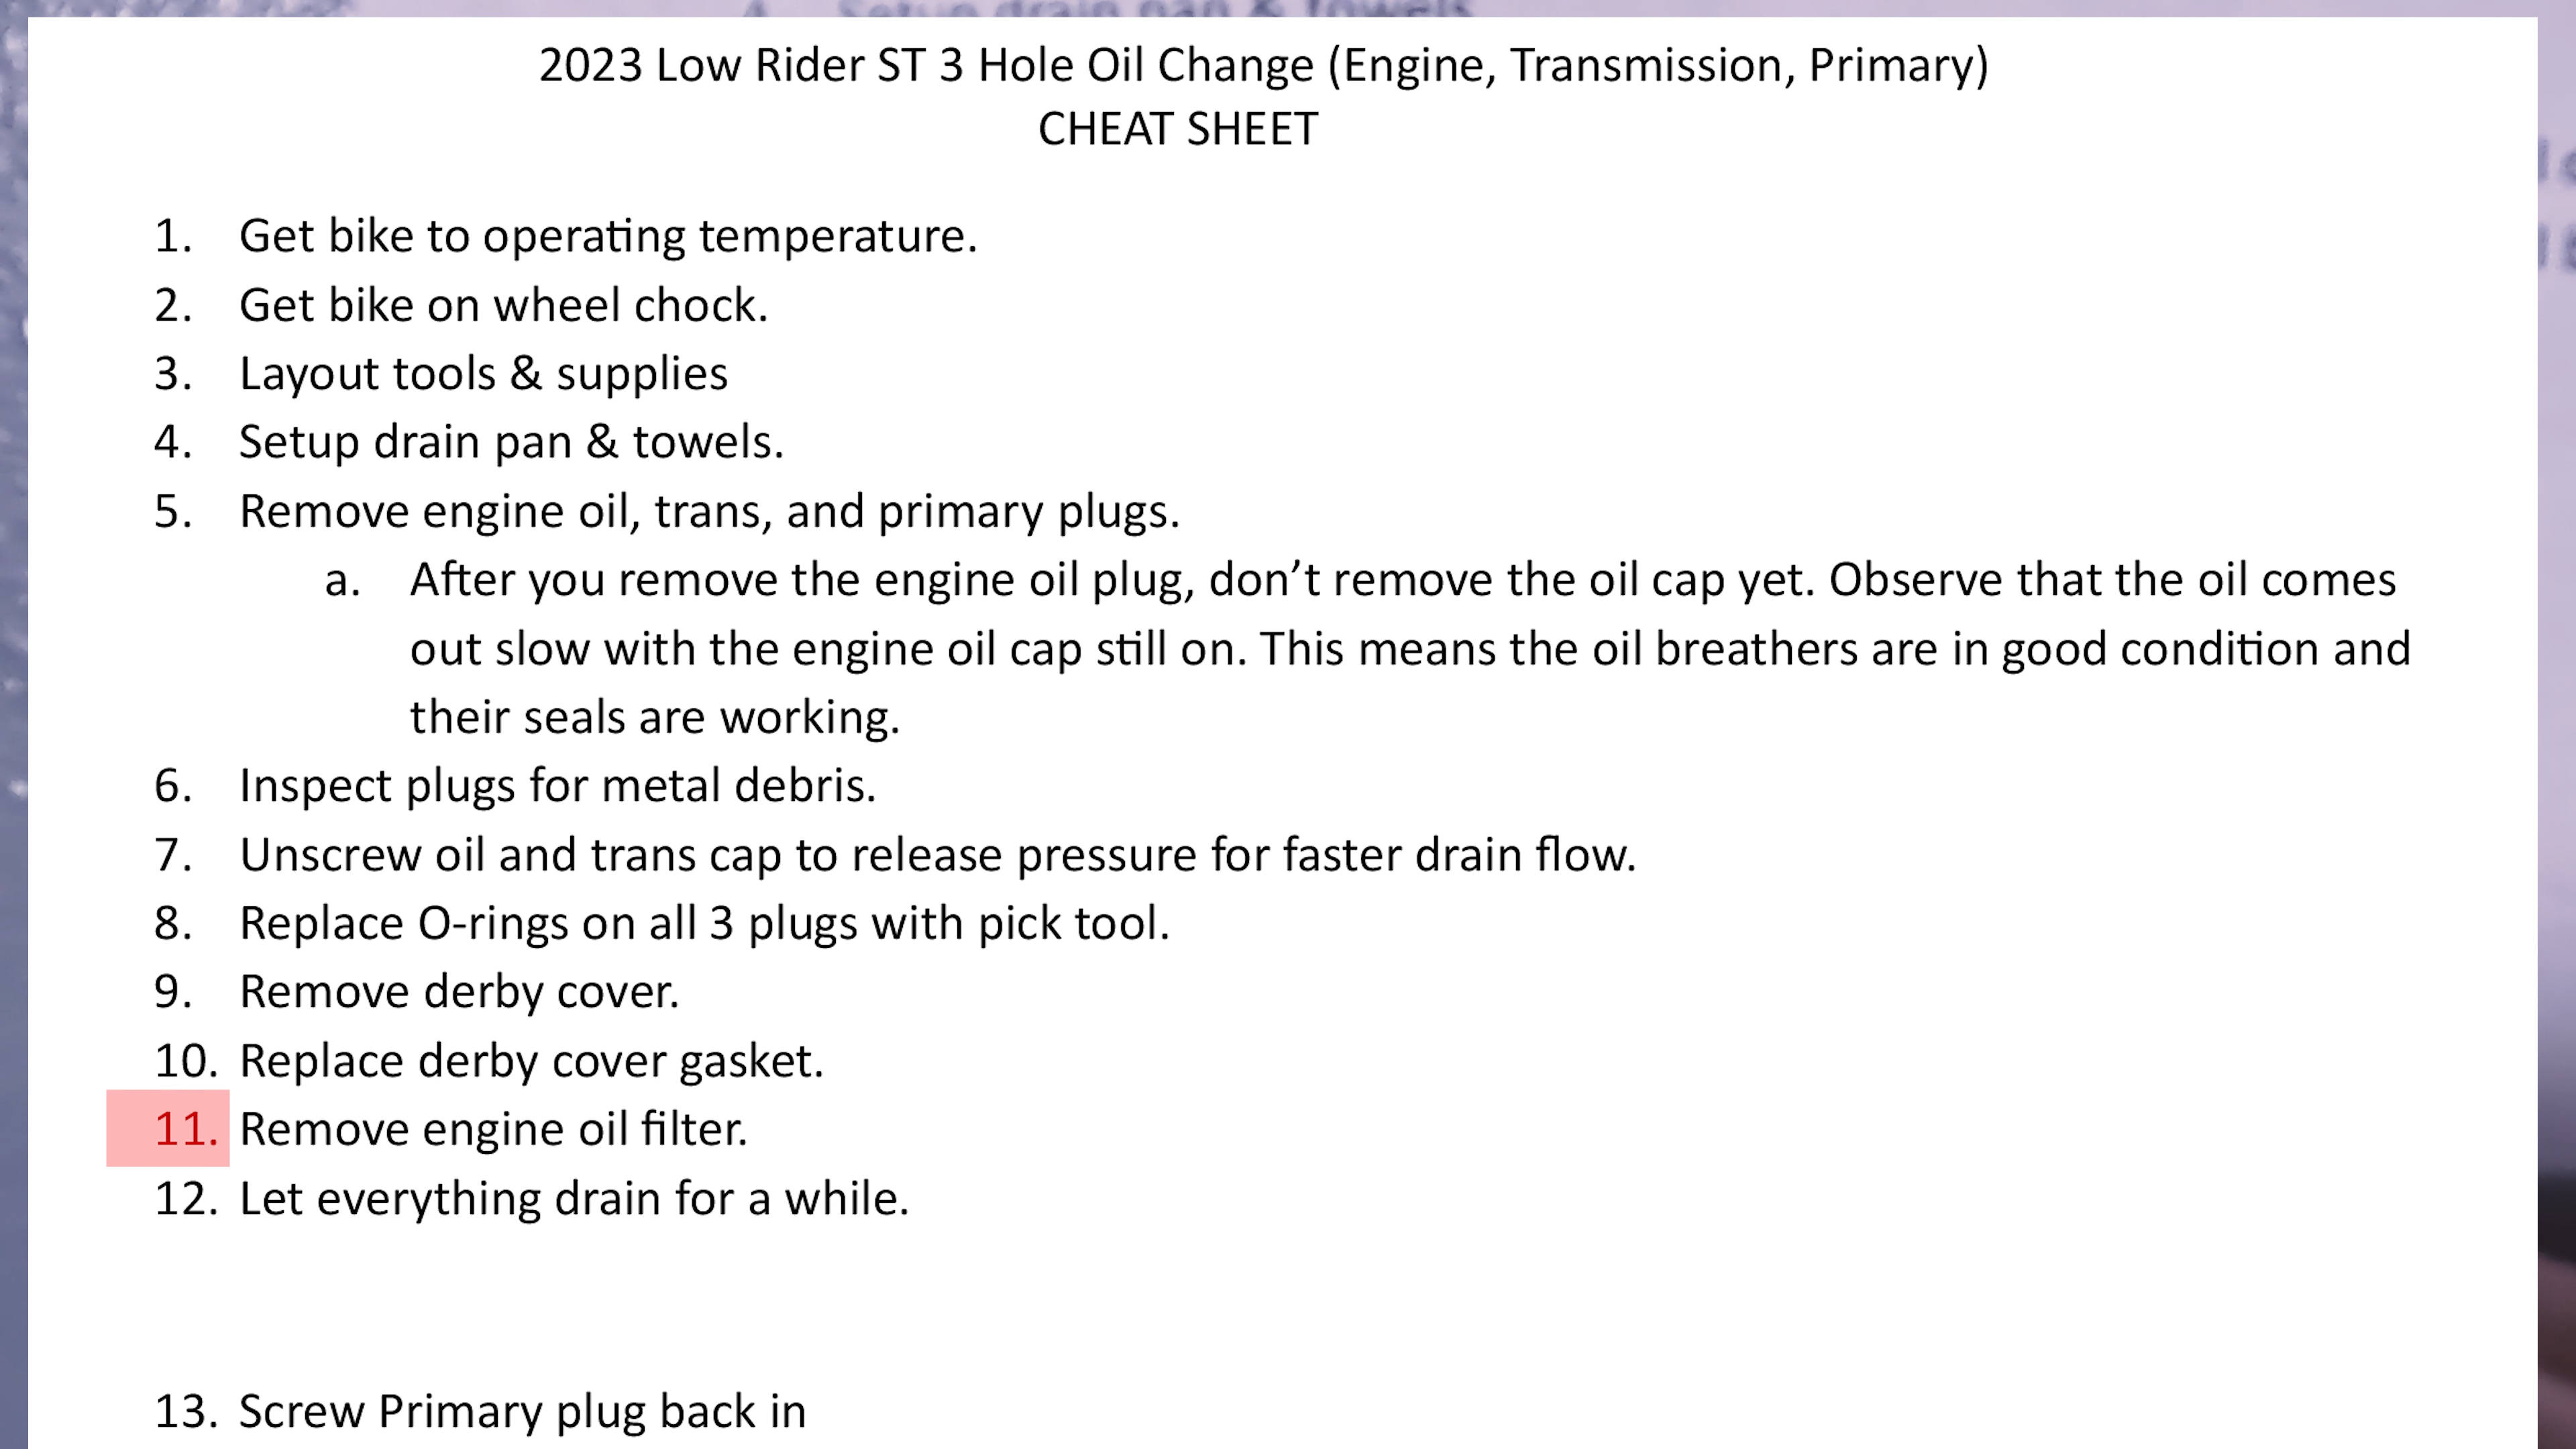 4. Setup drain pan & towels
2023 Low Rider ST 3 Hole Oil Change (Engine, Transmission, Primary)
CHEAT SHEET
1. Get bike to operating temperature.
2. Get bike on wheel chock.
3. Layout tools & supplies
4. Setup drain pan & towels.
5. Remove engine oil, trans, and primary plugs.
a. After you remove the engine oil plug, don’t remove the oil cap yet. Observe that the oil comes
out slow with the engine oil cap still on. This means the oil breathers are in good condition and
their seals are working.
6. Inspect plugs for metal debris.
7. Unscrew oil and trans cap to release pressure for faster drain flow.
8. Replace O-rings on all 3 plugs with pick tool.
9. Remove derby cover.
10. Replace derby cover gasket.
11. Remove engine oil filter.
12. Let everything drain for a while.
13. Screw Primary plug back in